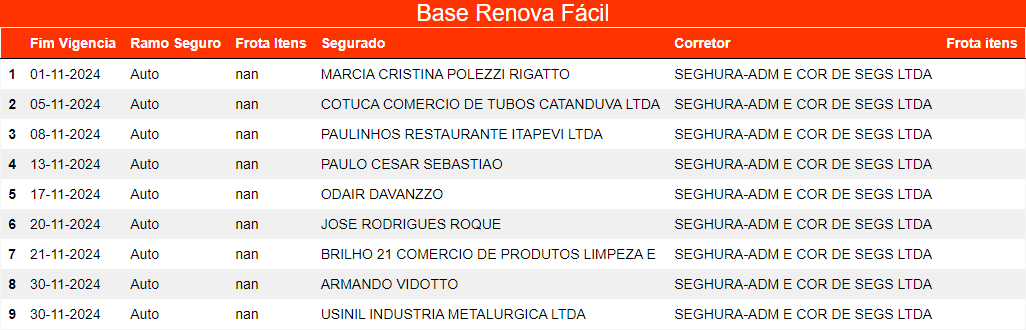 Base Renova Fácil
Fim Vigencia Ramo Seguro Frota Itens Segurado Corretor Frota itens
1 01-11-2024 Auto nan MARCIA CRISTINA POLEZZI RIGATTO SEGHURA-ADM E COR DE SEGS LTDA
2 05-11-2024 Auto nan COTUCA COMERCIO DE TUBOS CATANDUVA LTDA SEGHURA-ADM E COR DE SEGS LTDA
3 08-11-2024 Auto nan PAULINHOS RESTAURANTE ITAPEVI LTDA SEGHURA-ADM E COR DE SEGS LTDA
4 13-11-2024 Auto nan PAULO CESAR SEBASTIAO SEGHURA-ADM E COR DE SEGS LTDA
5 17-11-2024 Auto nan ODAIR DAVANZZO SEGHURA-ADM E COR DE SEGS LTDA
6 20-11-2024 Auto nan JOSE RODRIGUES ROQUE SEGHURA-ADM E COR DE SEGS LTDA
7 21-11-2024 Auto nan BRILHO 21 COMERCIO DE PRODUTOS LIMPEZA E SEGHURA-ADM E COR DE SEGS LTDA
8 30-11-2024 Auto nan ARMANDO VIDOTTO SEGHURA-ADM E COR DE SEGS LTDA
9 30-11-2024 Auto nan USINIL INDUSTRIA METALURGICA LTDA SEGHURA-ADM E COR DE SEGS LTDA